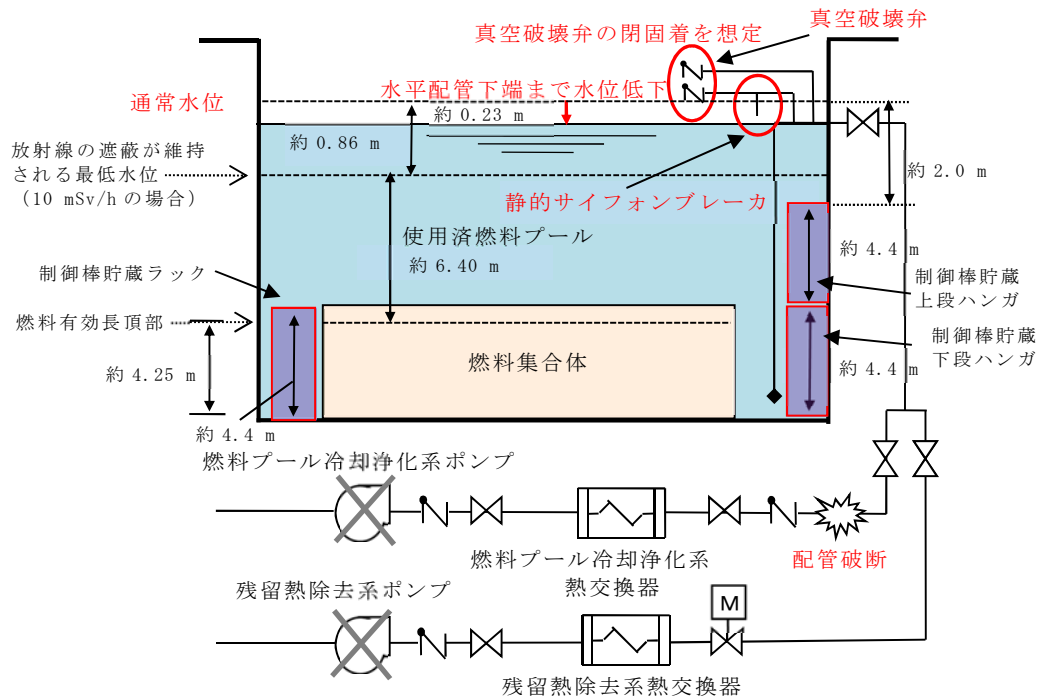 真空破壊弁
真空破壊弁の閉固着を想定
水平配管下端まで水位低下
通常水位
約 0.23 m
約 0.86 m
放射線の遮蔽が維持
される最低水位
(10 mSv/h の場合)
約 2.0 m
静的サイフォンブレーカ
使用済燃料プール
約 6.40 m
約 4.4 m
制御棒貯蔵ラック
制御棒貯蔵
上段ハンガ
燃料有効長頂部
制御棒貯蔵
下段ハンガ
燃料集合体
約 4.25 m
約 4.4 m
約 4.4 m
燃料プール冷却浄化系ポンプ
燃料プール冷却浄化系
熱交換器
配管破断
残留熱除去系ポンプ
M
残留熱除去系熱交換器